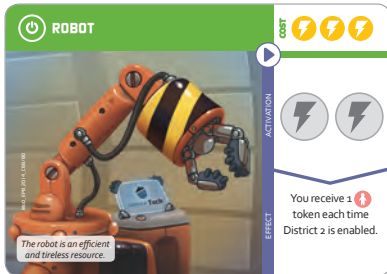 ROBOT
COST
ACTIVATION
EFFECT
You receive 1
token each time
District 2 is enabled.
Tech
The robot is an efficient
and tireless resource.